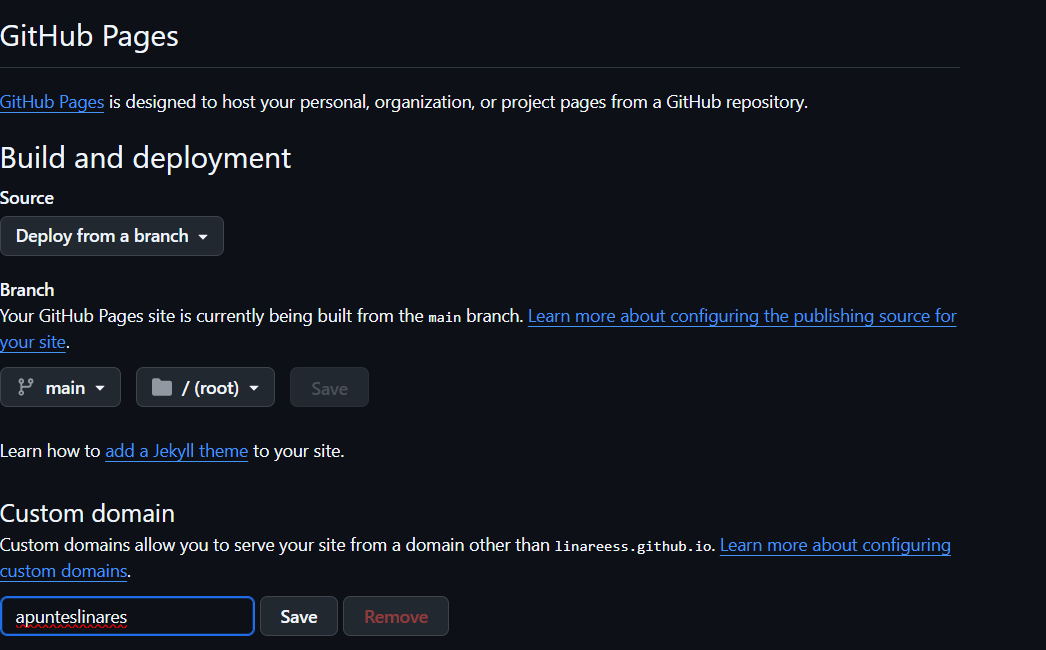 GitHub Pages
GitHub Pages is designed to host your personal, organization, or project pages from a GitHub repository.
Build and deployment
Source
Deploy from a branch
Branch
Your GitHub Pages site is currently being built from the main branch. Learn more about configuring the publishing source for
your site.
main / (root) Save
Learn how to add a Jekyll theme to your site.
Custom domain
Custom domains allow you to serve your site from a domain other than linareess.github.io. Learn more about configuring
custom domains.
apunteslinares Save Remove